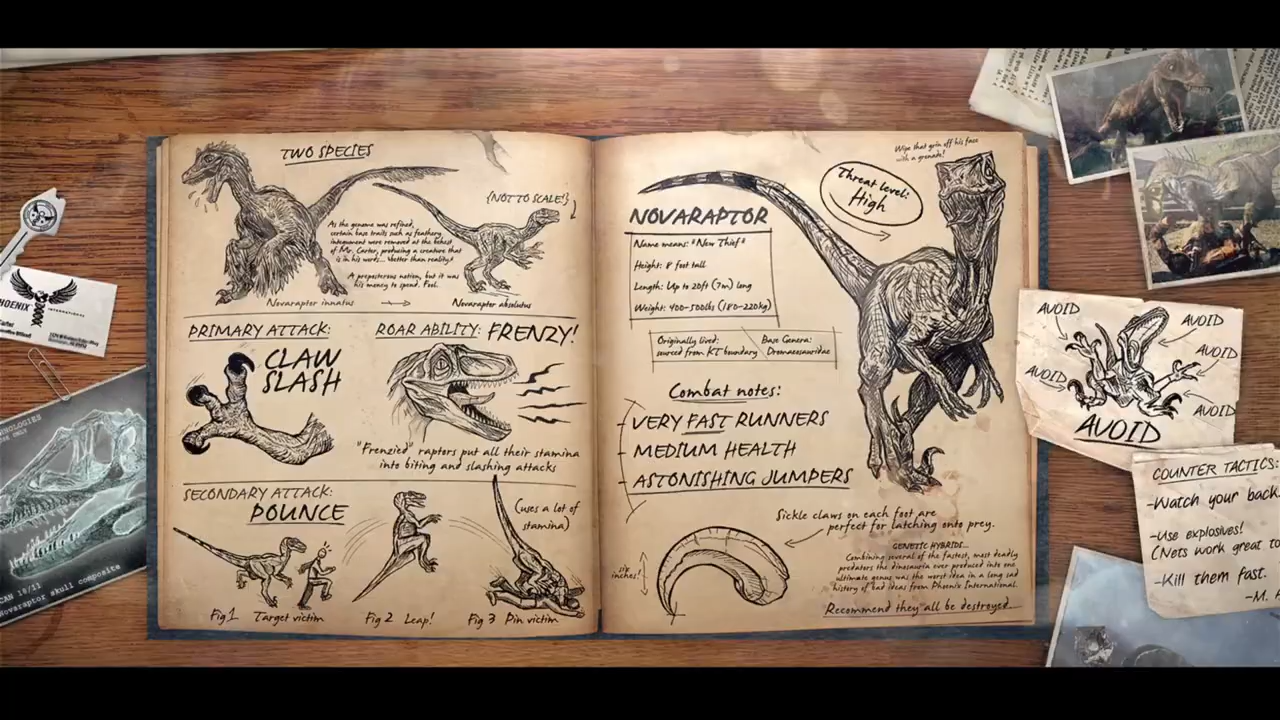 TWO SPECIES
(NOT TO SCALE!)
As the genome was refined,
certain base traits such as feathery
integument were removed at the behest
of Mr. Carter, producing a creature that
is in his words... "better than reality"
A preposterous notion, but it was
his money to spend. Fool.
Novaraptor innatus
Novaraptor absolutus
PRIMARY ATTACK:
CLAW
SLASH
ROAR ABILITY: FRENZY!
"Frenzied" raptors put all their stamina
into biting and slashing attacks
SECONDARY ATTACK:
POUNCE
(uses a lot of
stamina)
Fig 1 Target victim
Fig 2 Leap!
Fig 3 Pin victim
Wipe that grin off his face
with a grenade!
Threat level:
High
NOVARAPTOR
Name means: "New Thief"
Height: 8 foot tall
Length: Up to 20ft (7m) long
Weight: 400-500lbs (180-220kg)
Originally lived:
sourced from KT boundary
Base Genera:
Dromaeosauridae
Combat notes:
- VERY FAST RUNNERS
- MEDIUM HEALTH
- ASTONISHING JUMPERS
Sickle claws on each foot are
perfect for latching onto prey.
six
inches!
GENETIC HYBRIDS...
Combining several of the fastest, most deadly
predators the dinosauria ever produced into one
ultimate genus was the worst idea in a long sad
history of bad ideas from Phoenix International.
Recommend they all be destroyed...
HOENIX INTERNATIONAL
Carter
HNOLOGIES
CAN 18/11
Novaraptor skull composite
AVOID
AVOID
AVOID
AVOID
AVOID
AVOID
COUNTER TACTICS:
-Watch your back
-Use explosives!
(Nets work great to
-Kill them fast.
-M. H